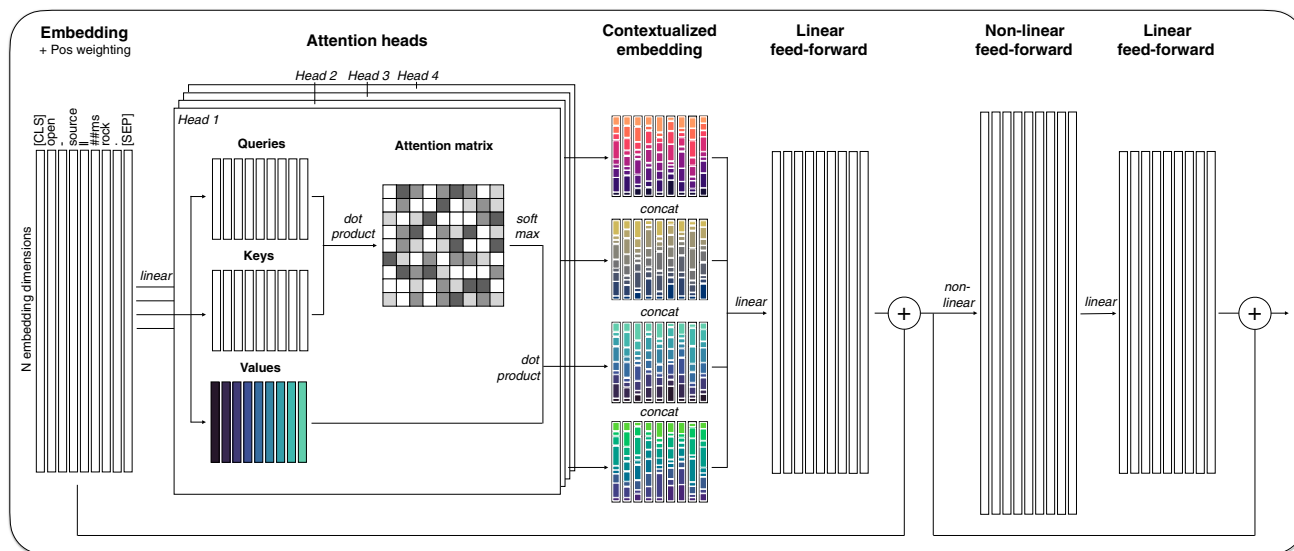 Embedding
+ Pos weighting
Attention heads
Contextualized
embedding
Linear
feed-forward
Non-linear
feed-forward
Linear
feed-forward
Head 2
Head 3
Head 4
Head 1
[CLS]
open
-
source
ll
##ms
rock
.
[SEP]
N embedding dimensions
linear
Queries
Keys
Values
dot
product
Attention matrix
soft
max
dot
product
concat
concat
concat
linear
+
non-
linear
linear
+